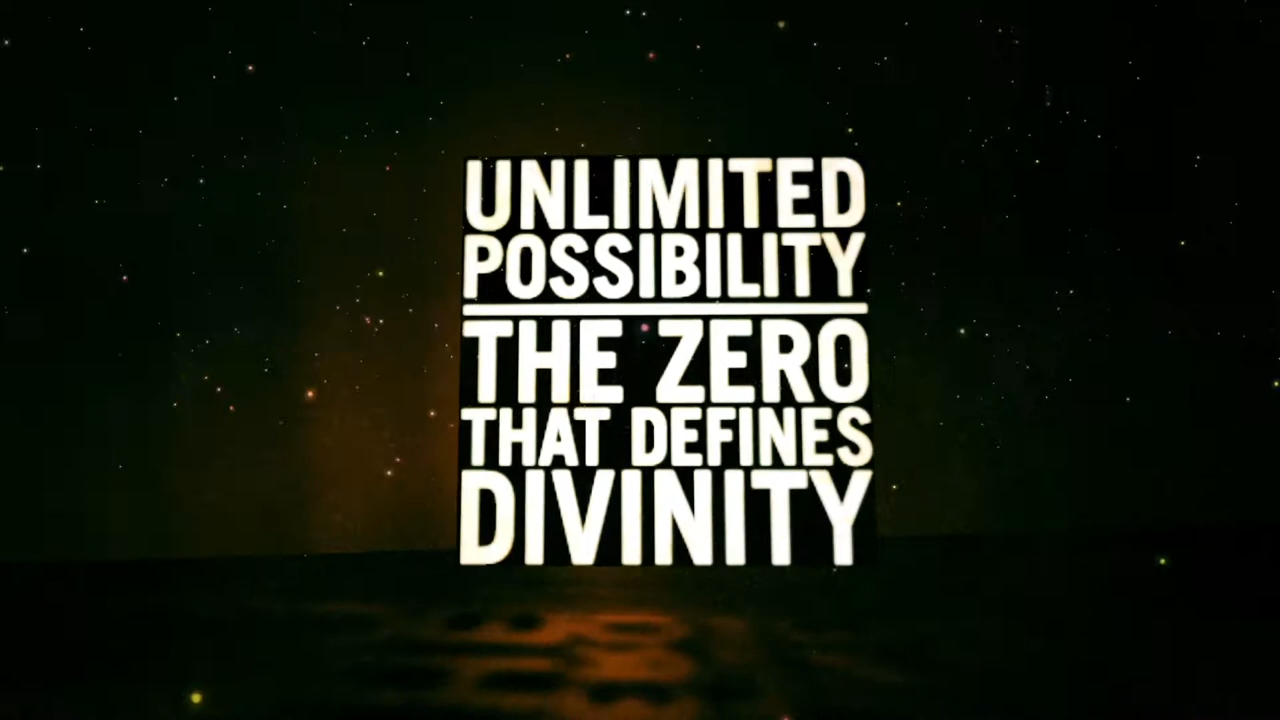 UNLIMITED
POSSIBILITY
THE ZERO
THAT DEFINES
DIVINITY